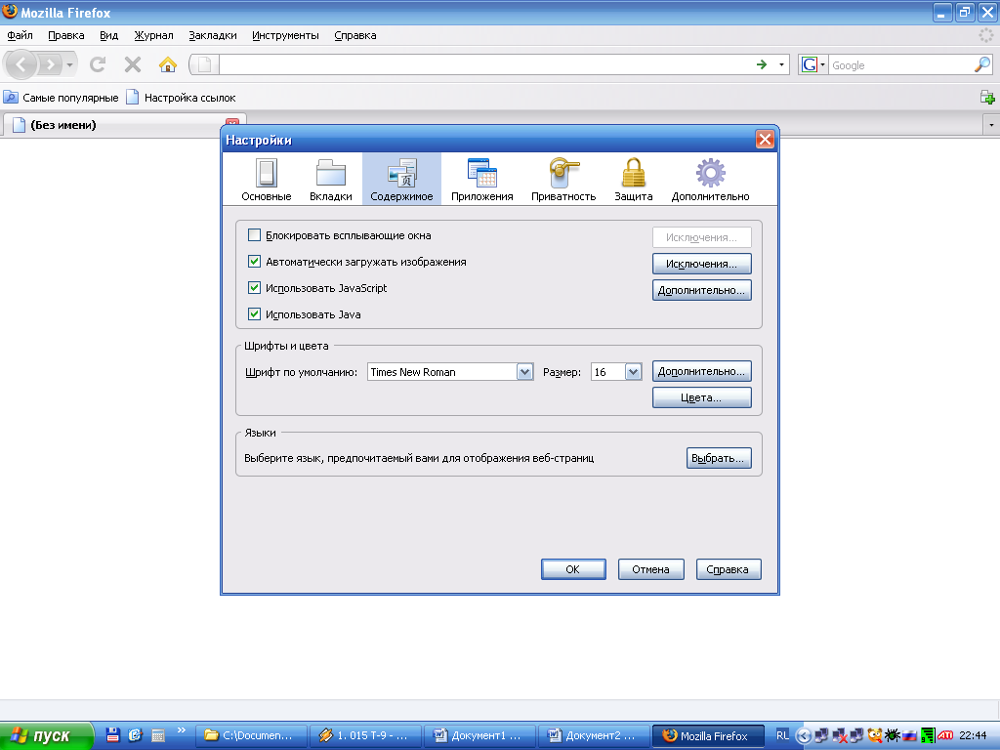 Mozilla Firefox
Файл Правка Вид Журнал Закладки Инструменты Справка
Google
Самые популярные Настройка ссылок
(Без имени)
Настройки
Основные Вкладки Содержимое Приложения Приватность Защита Дополнительно
Блокировать всплывающие окна Исключения...
Автоматически загружать изображения Исключения...
Использовать JavaScript Дополнительно...
Использовать Java
Шрифты и цвета
Шрифт по умолчанию: Times New Roman Размер: 16 Дополнительно...
Цвета...
Языки
Выберите язык, предпочитаемый вами для отображения веб-страниц Выбрать...
OK Отмена Справка
пуск C:\Documen... 1. 015 T-9 - ... Документ1 ... Документ2 ... Mozilla Firefox RL 22:44